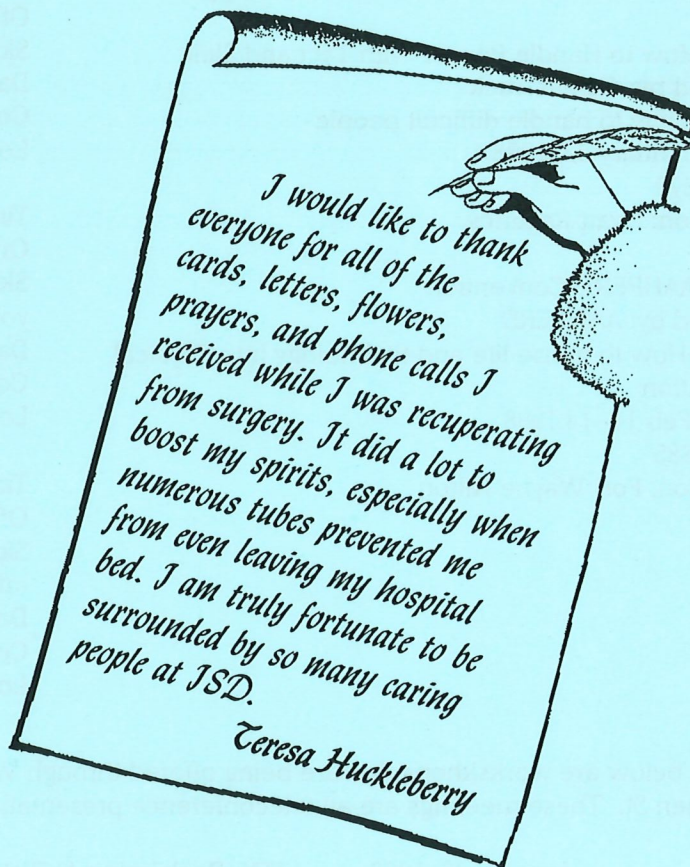 I would like to thank
everyone for all of the
cards, letters, flowers,
prayers, and phone calls I
received while I was recuperating
from surgery. It did a lot to
boost my spirits, especially when
numerous tubes prevented me
from even leaving my hospital
bed. I am truly fortunate to be
surrounded by so many caring
people at ISD.
Teresa Huckleberry